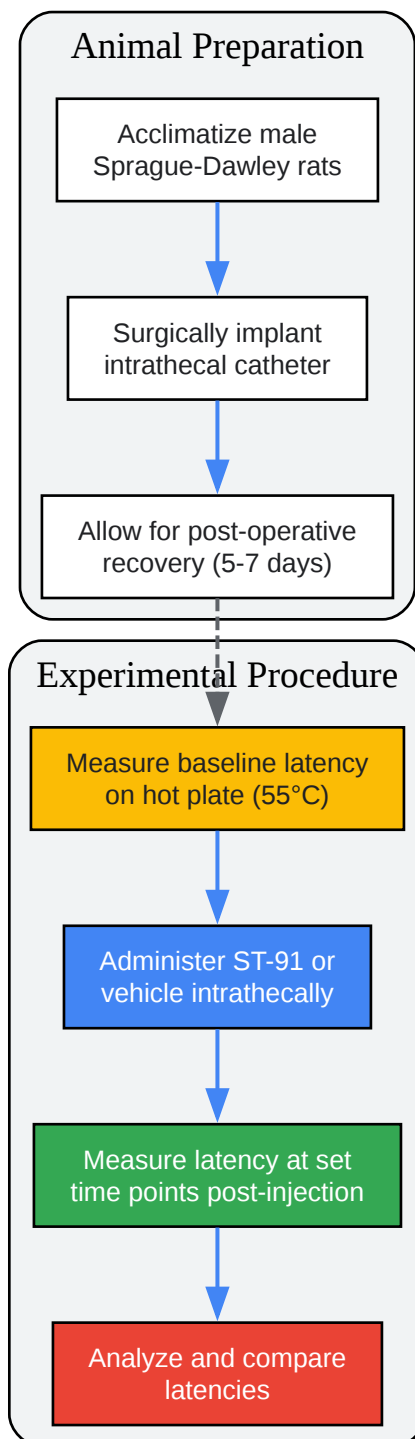 Animal Preparation
Acclimatize male
Sprague-Dawley rats
Surgically implant
intrathecal catheter
Allow for post-operative
recovery (5-7 days)
Experimental Procedure
Measure baseline latency
on hot plate (55°C)
Administer ST-91 or
vehicle intrathecally
Measure latency at set
time points post-injection
Analyze and compare
latencies